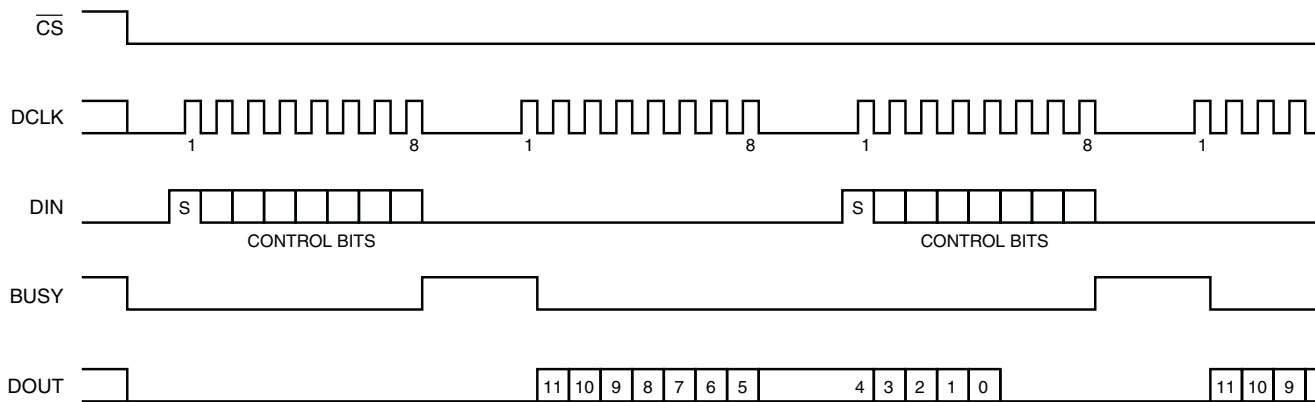 CS
DCLK
1 8 1 8 1 8 1
DIN
S S
CONTROL BITS CONTROL BITS
BUSY
DOUT
11 10 9 8 7 6 5 4 3 2 1 0 11 10 9